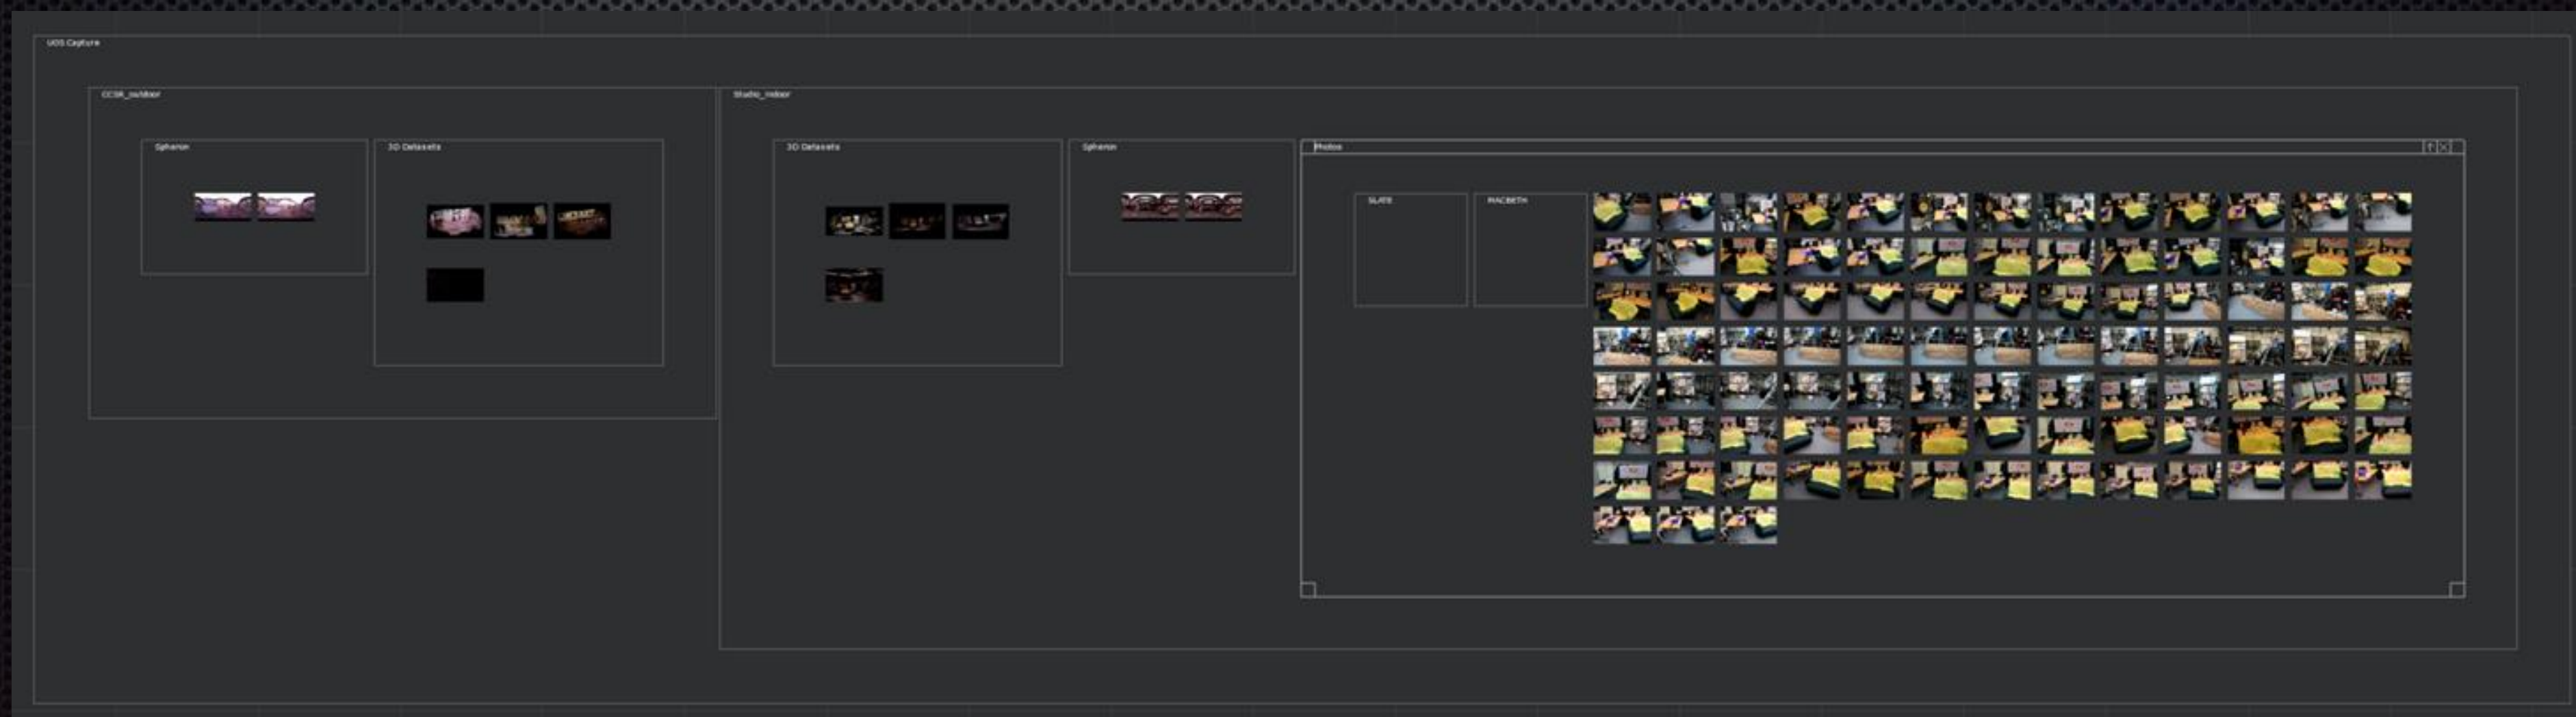 UOS Capture
CCSR_outdoor
Studio_indoor
Spheron
3D Datasets
3D Datasets
Spheron
Photos
SLATE
MACBETH